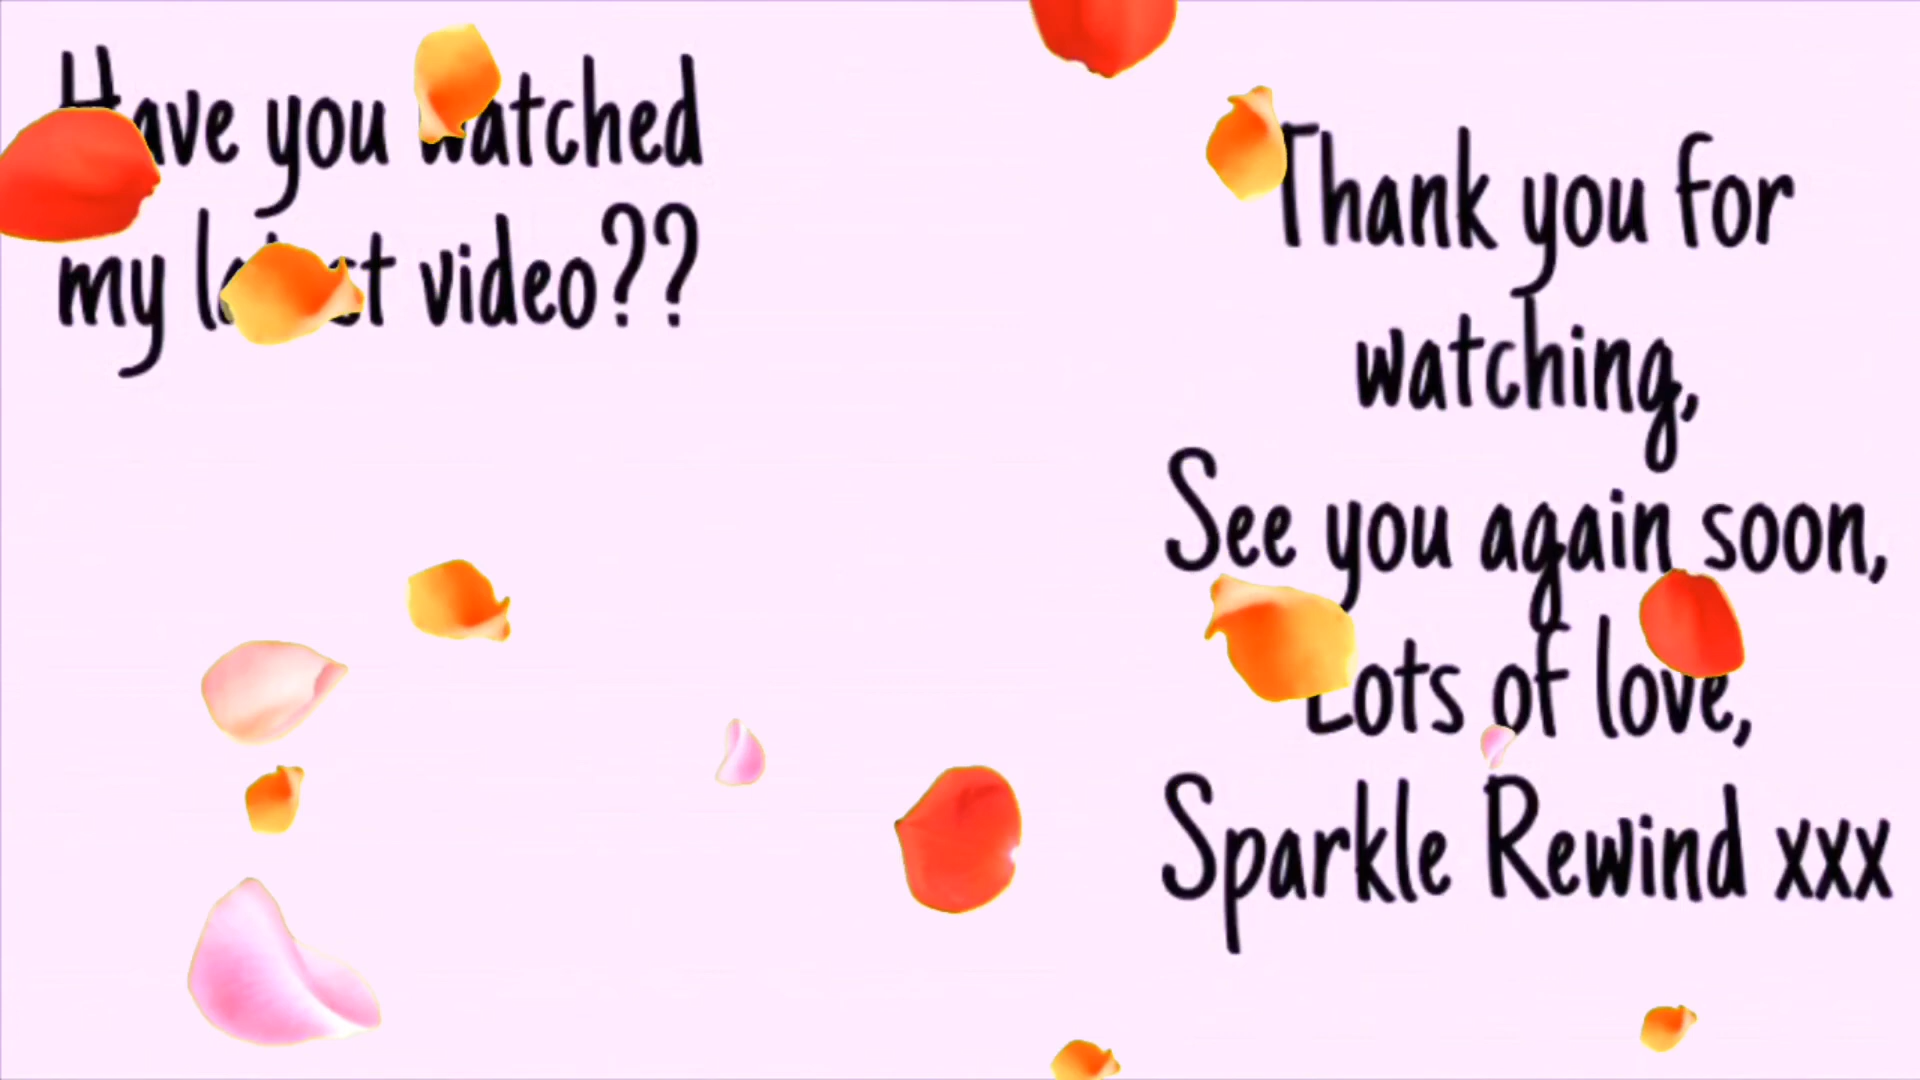 Have you watched
my latest video??
Thank you for
watching,
See you again soon,
Lots of love,
Sparkle Rewind xxx